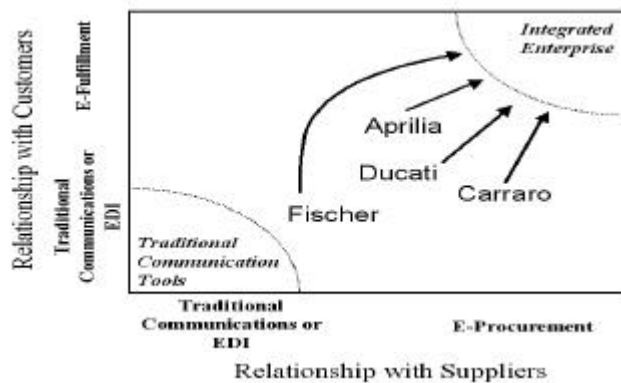 Relationship with Customers
E-Fulfillment
Traditional
Communications or
EDI
Integrated
Enterprise
Aprilia
Ducati
Carraro
Fischer
Traditional
Communication
Tools
Traditional
Communications or
EDI
E-Procurement
Relationship with Suppliers